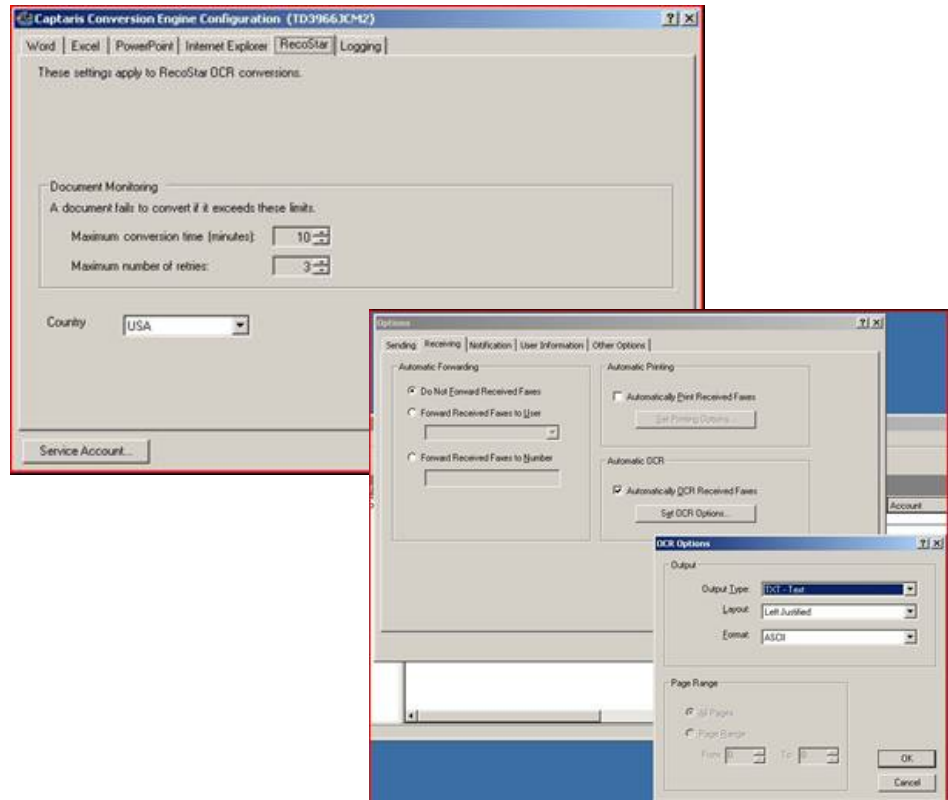 Captaris Conversion Engine Configuration (TD3966JCM2)
Word Excel PowerPoint Internet Explorer RecoStar Logging
These settings apply to RecoStar OCR conversions.
Document Monitoring
A document fails to convert if it exceeds these limits.
Maximum conversion time (minutes): 10
Maximum number of retries: 3
Country USA
Service Account...
Options
Sending Receiving Notification User Information Other Options
Automatic Forwarding
Do Not Forward Received Faxes
Forward Received Faxes to User
Forward Received Faxes to Number
Automatic Printing
Automatically Print Received Faxes
Set Printing Options...
Automatic OCR
Automatically OCR Received Faxes
Set OCR Options...
Account
OCR Options
Output
Output Type: TXT - Text
Layout: Left Justified
Format: ASCII
Page Range
All Pages
Page Range
From: 0 To: 0
OK
Cancel